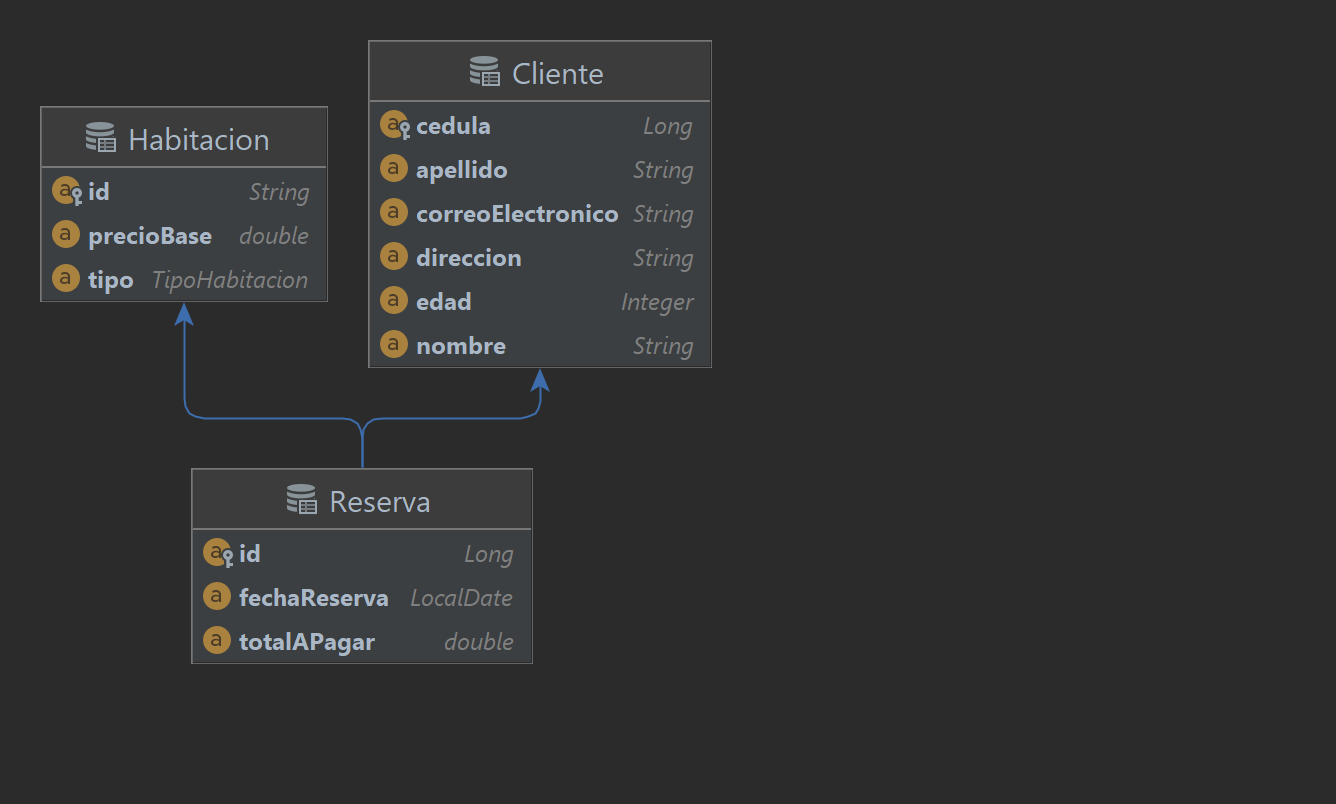 Habitacion
id String
precioBase double
tipo TipoHabitacion
Cliente
cedula Long
apellido String
correoElectronico String
direccion String
edad Integer
nombre String
Reserva
id Long
fechaReserva LocalDate
totalAPagar double